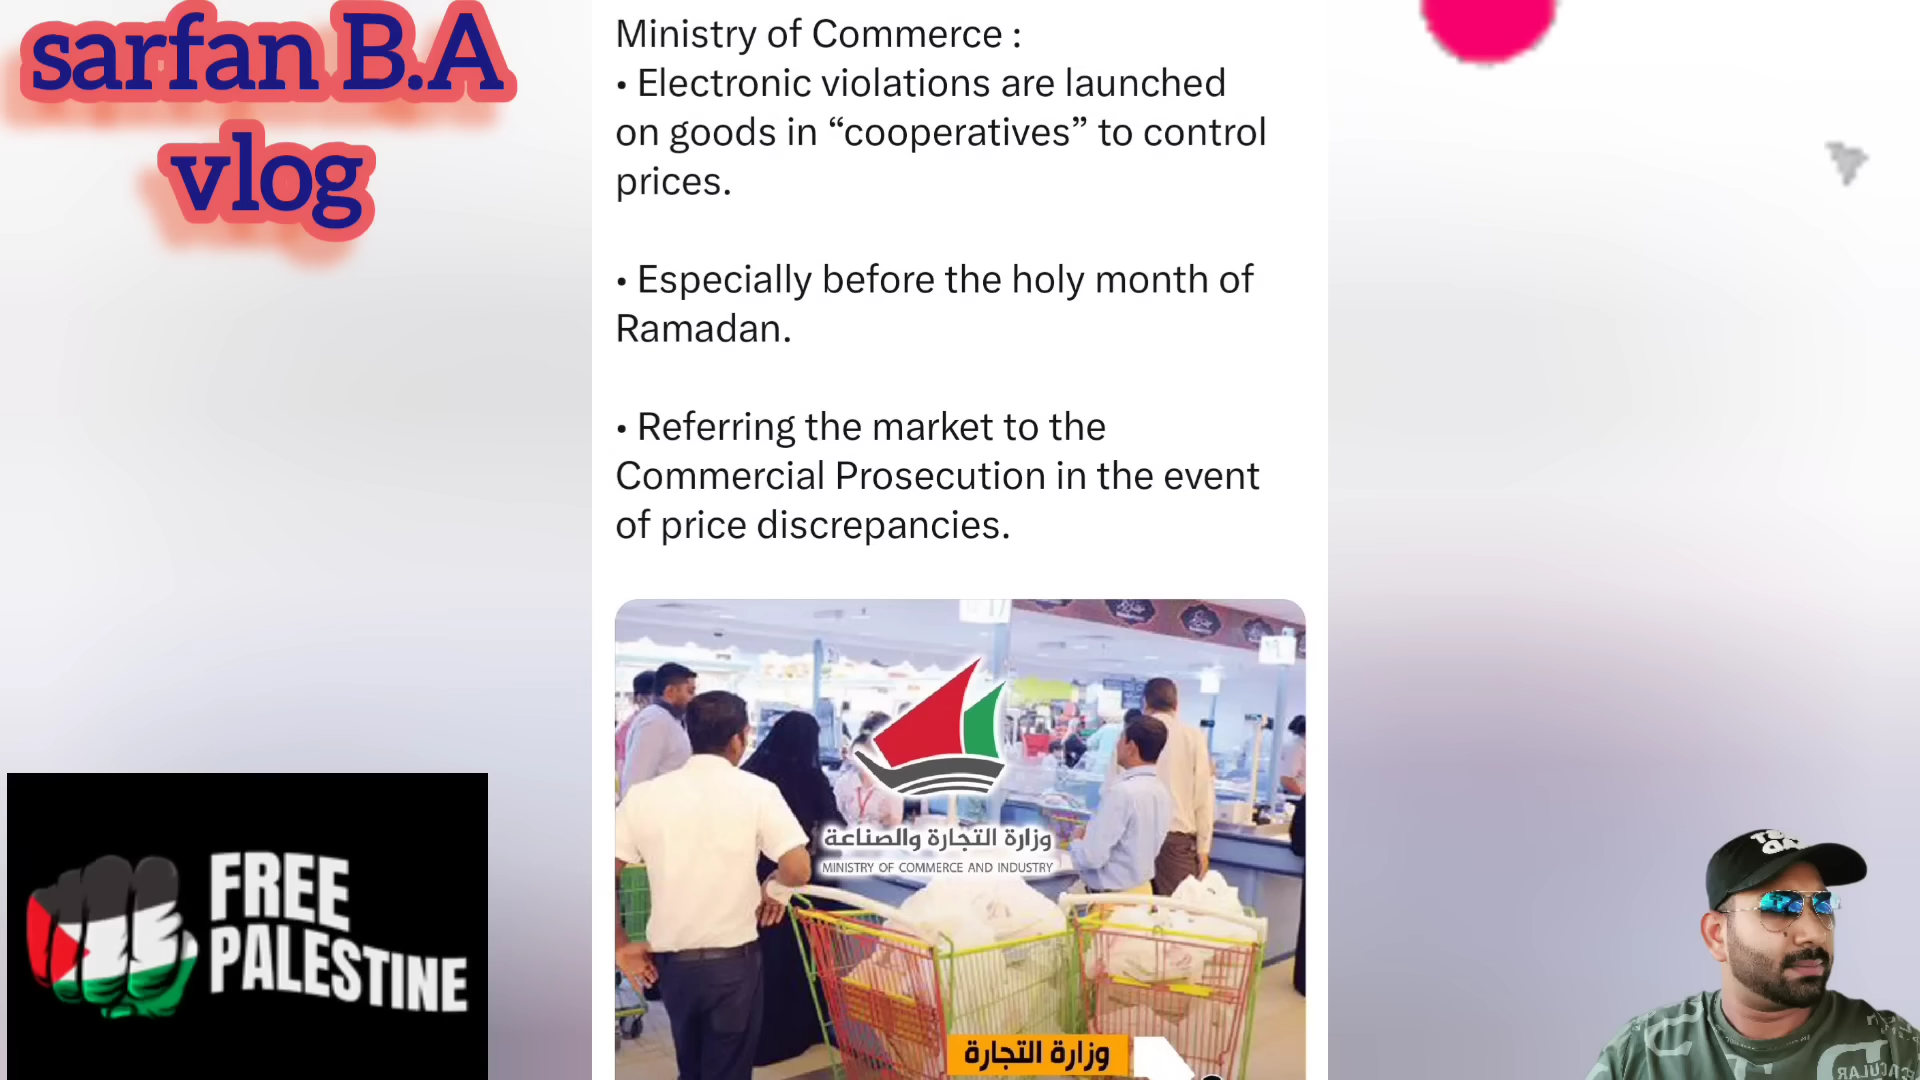 sarfan B.A
vlog
Ministry of Commerce :
• Electronic violations are launched
on goods in “cooperatives” to control
prices.
• Especially before the holy month of
Ramadan.
• Referring the market to the
Commercial Prosecution in the event
of price discrepancies.
وزارة التجارة والصناعة
MINISTRY OF COMMERCE AND INDUSTRY
وزارة التجارة
FREE
PALESTINE